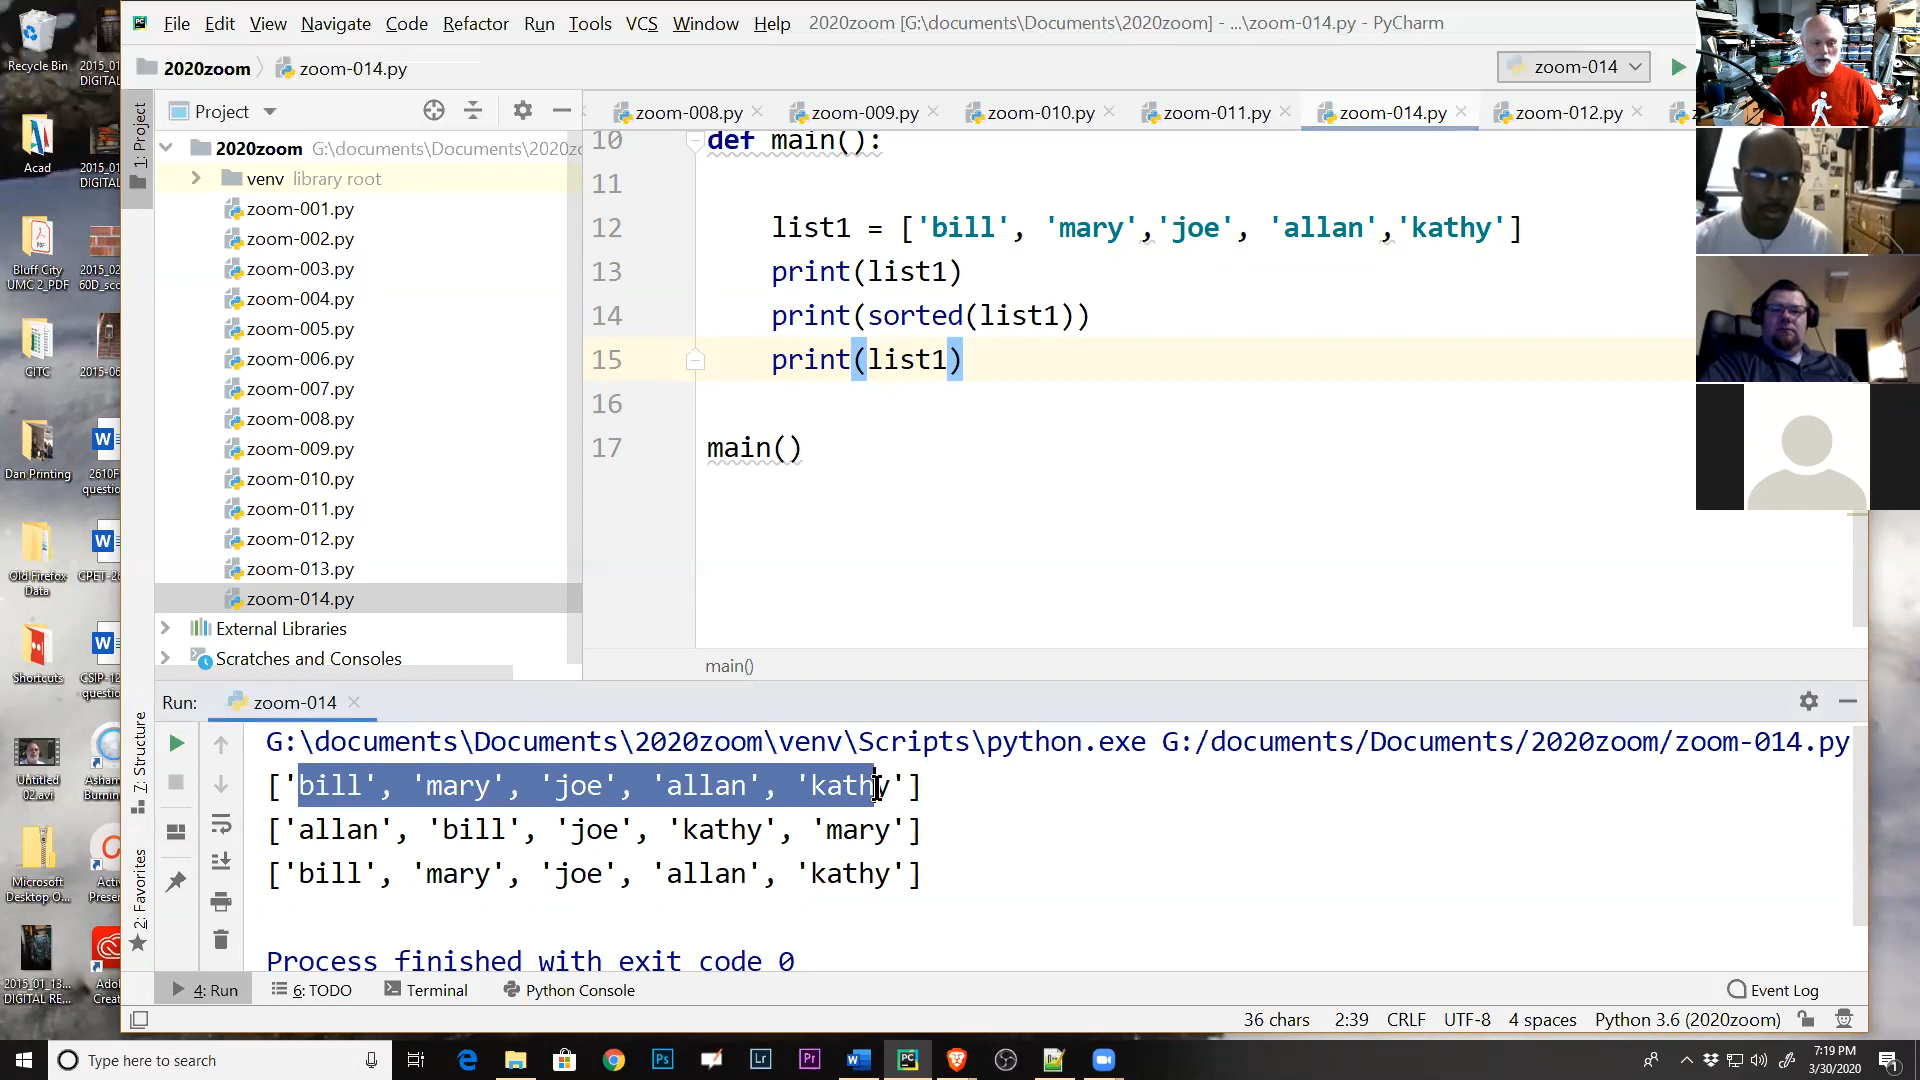 File Edit View Navigate Code Refactor Run Tools VCS Window Help 2020zoom [G:\documents\Documents\2020zoom] - ...\zoom-014.py - PyCharm
2020zoom zoom-014.py
zoom-014
Project
zoom-008.py zoom-009.py zoom-010.py zoom-011.py zoom-014.py zoom-012.py
2020zoom G:\documents\Documents\2020zo
venv library root
zoom-001.py
zoom-002.py
zoom-003.py
zoom-004.py
zoom-005.py
zoom-006.py
zoom-007.py
zoom-008.py
zoom-009.py
zoom-010.py
zoom-011.py
zoom-012.py
zoom-013.py
zoom-014.py
External Libraries
Scratches and Consoles
1: Project
7: Structure
2: Favorites
10 def main():
11
12 list1 = ['bill', 'mary','joe', 'allan','kathy']
13 print(list1)
14 print(sorted(list1))
15 print(list1)
16
17 main()
main()
Run: zoom-014
G:\documents\Documents\2020zoom\venv\Scripts\python.exe G:/documents/Documents/2020zoom/zoom-014.py
['bill', 'mary', 'joe', 'allan', 'kathy']
['allan', 'bill', 'joe', 'kathy', 'mary']
['bill', 'mary', 'joe', 'allan', 'kathy']
Process finished with exit code 0
4: Run 6: TODO Terminal Python Console Event Log
36 chars 2:39 CRLF UTF-8 4 spaces Python 3.6 (2020zoom)
Recycle Bin
2015_01
DIGITAL
Acad
2015_01
DIGITAL
Bluff City
UMC 2_PDF
2015_02
60D_sco
CITC
2015-06
Dan Printing
2610F
question
Old Firefox
Data
CPET-26
Shortcuts
CSIP-12
question
Untitled
02.avi
Asham
Burnin
Microsoft
Desktop O...
Acti
Presen
2015_01_13...
DIGITAL RE...
Adol
Creat
Type here to search
7:19 PM
3/30/2020